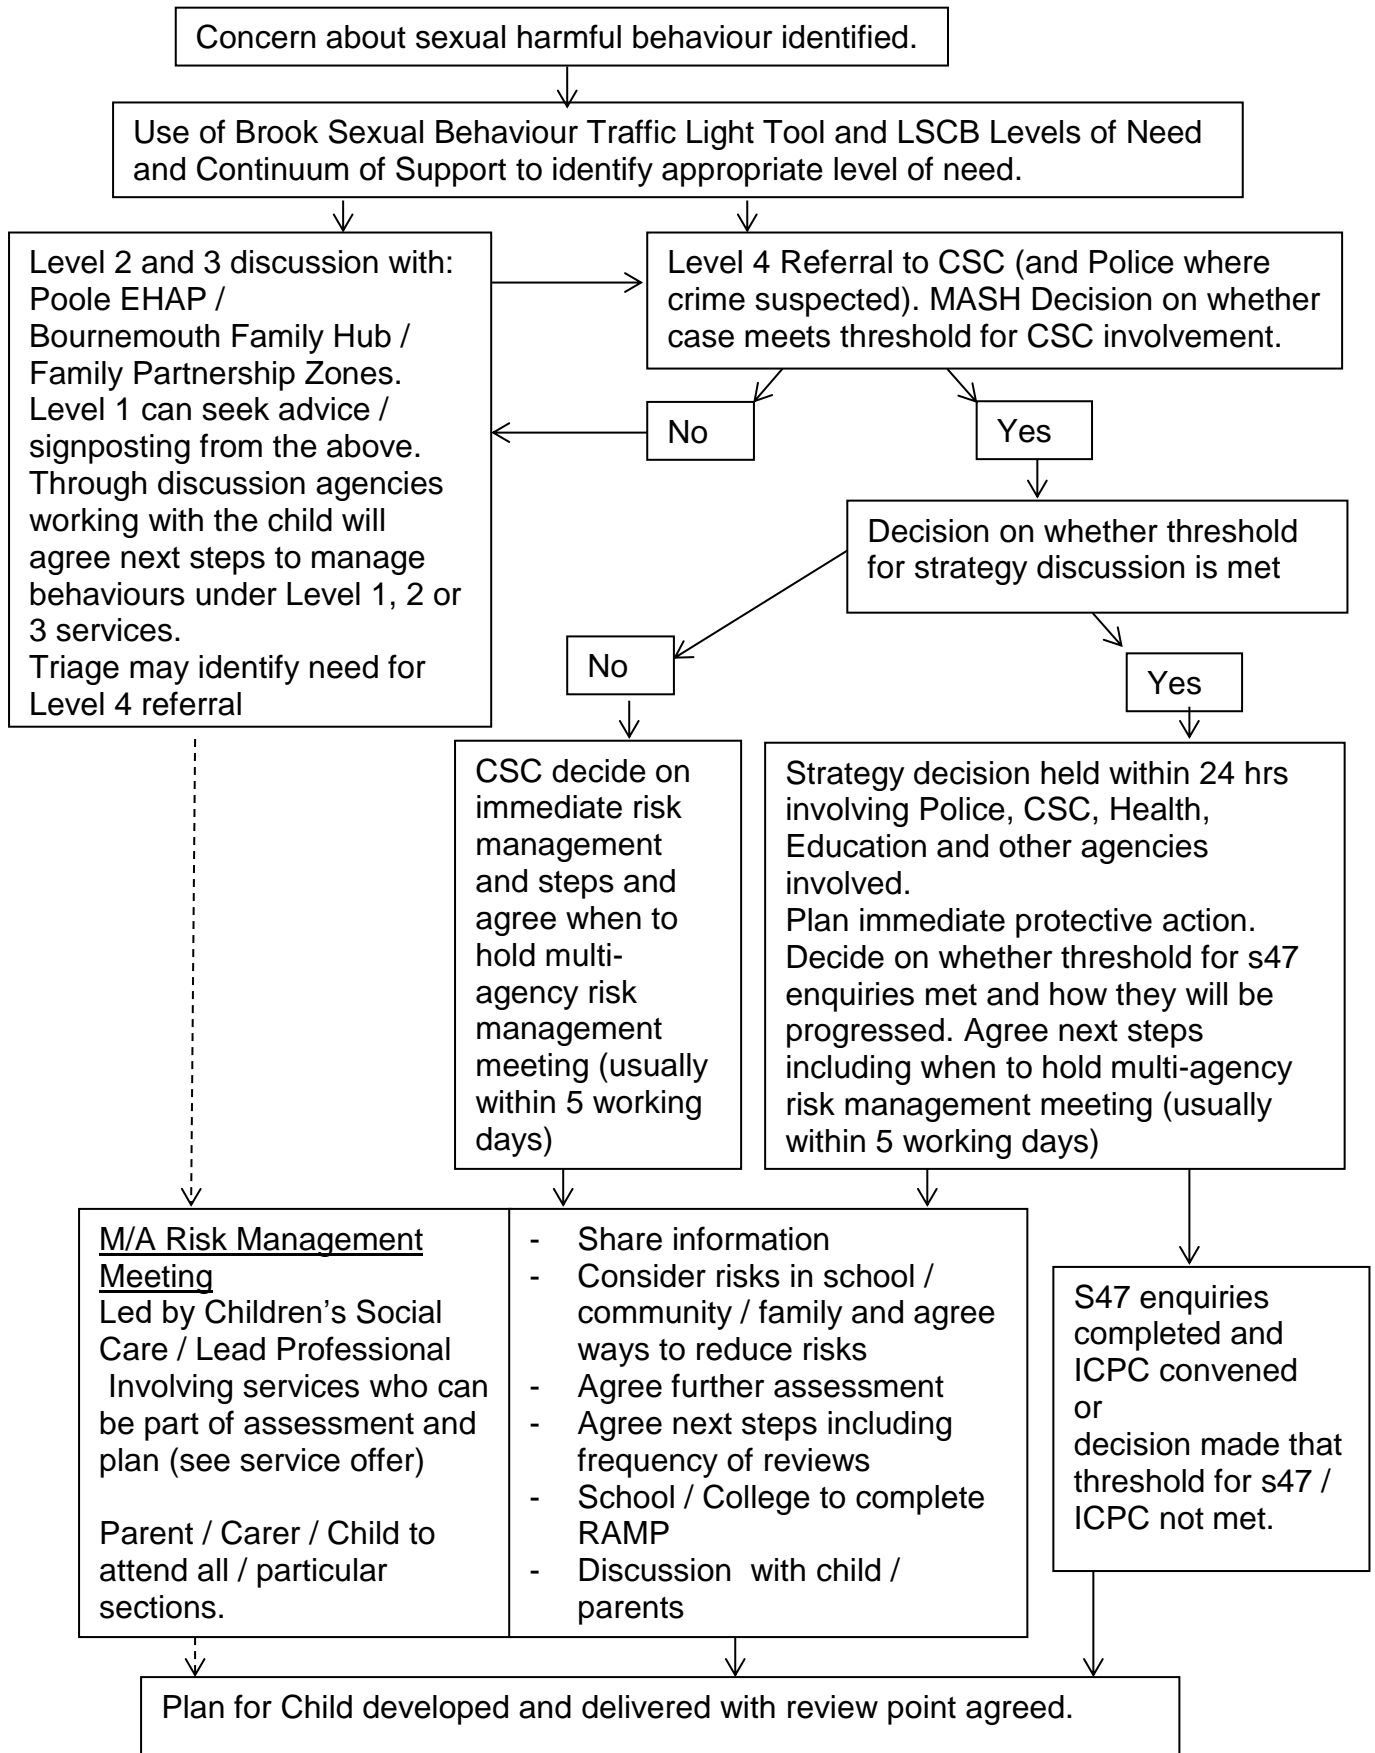 Concern about sexual harmful behaviour identified.
Use of Brook Sexual Behaviour Traffic Light Tool and LSCB Levels of Need
and Continuum of Support to identify appropriate level of need.
Level 2 and 3 discussion with:
Poole EHAP /
Bournemouth Family Hub /
Family Partnership Zones.
Level 1 can seek advice /
signposting from the above.
Through discussion agencies
working with the child will
agree next steps to manage
behaviours under Level 1, 2 or
3 services.
Triage may identify need for
Level 4 referral
Level 4 Referral to CSC (and Police where
crime suspected). MASH Decision on whether
case meets threshold for CSC involvement.
No
Yes
Decision on whether threshold
for strategy discussion is met
No
Yes
CSC decide on
immediate risk
management
and steps and
agree when to
hold multi-
agency risk
management
meeting (usually
within 5 working
days)
Strategy decision held within 24 hrs
involving Police, CSC, Health,
Education and other agencies
involved.
Plan immediate protective action.
Decide on whether threshold for s47
enquiries met and how they will be
progressed. Agree next steps
including when to hold multi-agency
risk management meeting (usually
within 5 working days)
M/A Risk Management
Meeting
Led by Children's Social
Care / Lead Professional
Involving services who can
be part of assessment and
plan (see service offer)
Parent / Carer / Child to
attend all / particular
sections.
- Share information
- Consider risks in school /
community / family and agree
ways to reduce risks
- Agree further assessment
- Agree next steps including
frequency of reviews
- School / College to complete
RAMP
- Discussion with child /
parents
S47 enquiries
completed and
ICPC convened
or
decision made that
threshold for s47 /
ICPC not met.
Plan for Child developed and delivered with review point agreed.